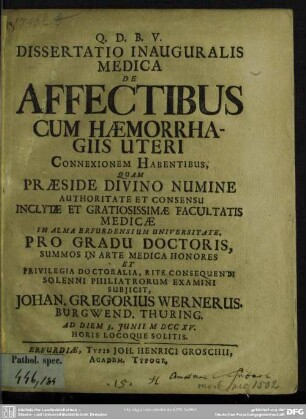 Q. D. B. V.
DISSERTATIO INAUGURALIS
MEDICA
DE
AFFECTIBUS
CUM HÆMORRHA-
GIIS UTERI
CONNEXIONEM HABENTIBUS,
QUAM
PRÆSIDE DIVINO NUMINE
AUTHORITATE ET CONSENSU
INCLYTÆ ET GRATIOSISSIMÆ FACULTATIS
MEDICÆ
IN ALMA ERFURDENSIUM UNIVERSITATE,
PRO GRADU DOCTORIS,
SUMMOS IN ARTE MEDICA HONORES
ET
PRIVILEGIA DOCTORALIA, RITE CONSEQUENDI
SOLENNI PHILIATRORUM EXAMINI
SUBJICIT,
JOHAN. GREGORIUS WERNERUS,
BURGWEND. THURING.
AD DIEM 5. JUNII M DCC XV.
HORIS LOCOQUE SOLITIS.
ERFURDIÆ, TYPIS JOH. HENRICI GROSCHII,
ACADEM. TYPOGR.
Pathol. spec.
446,